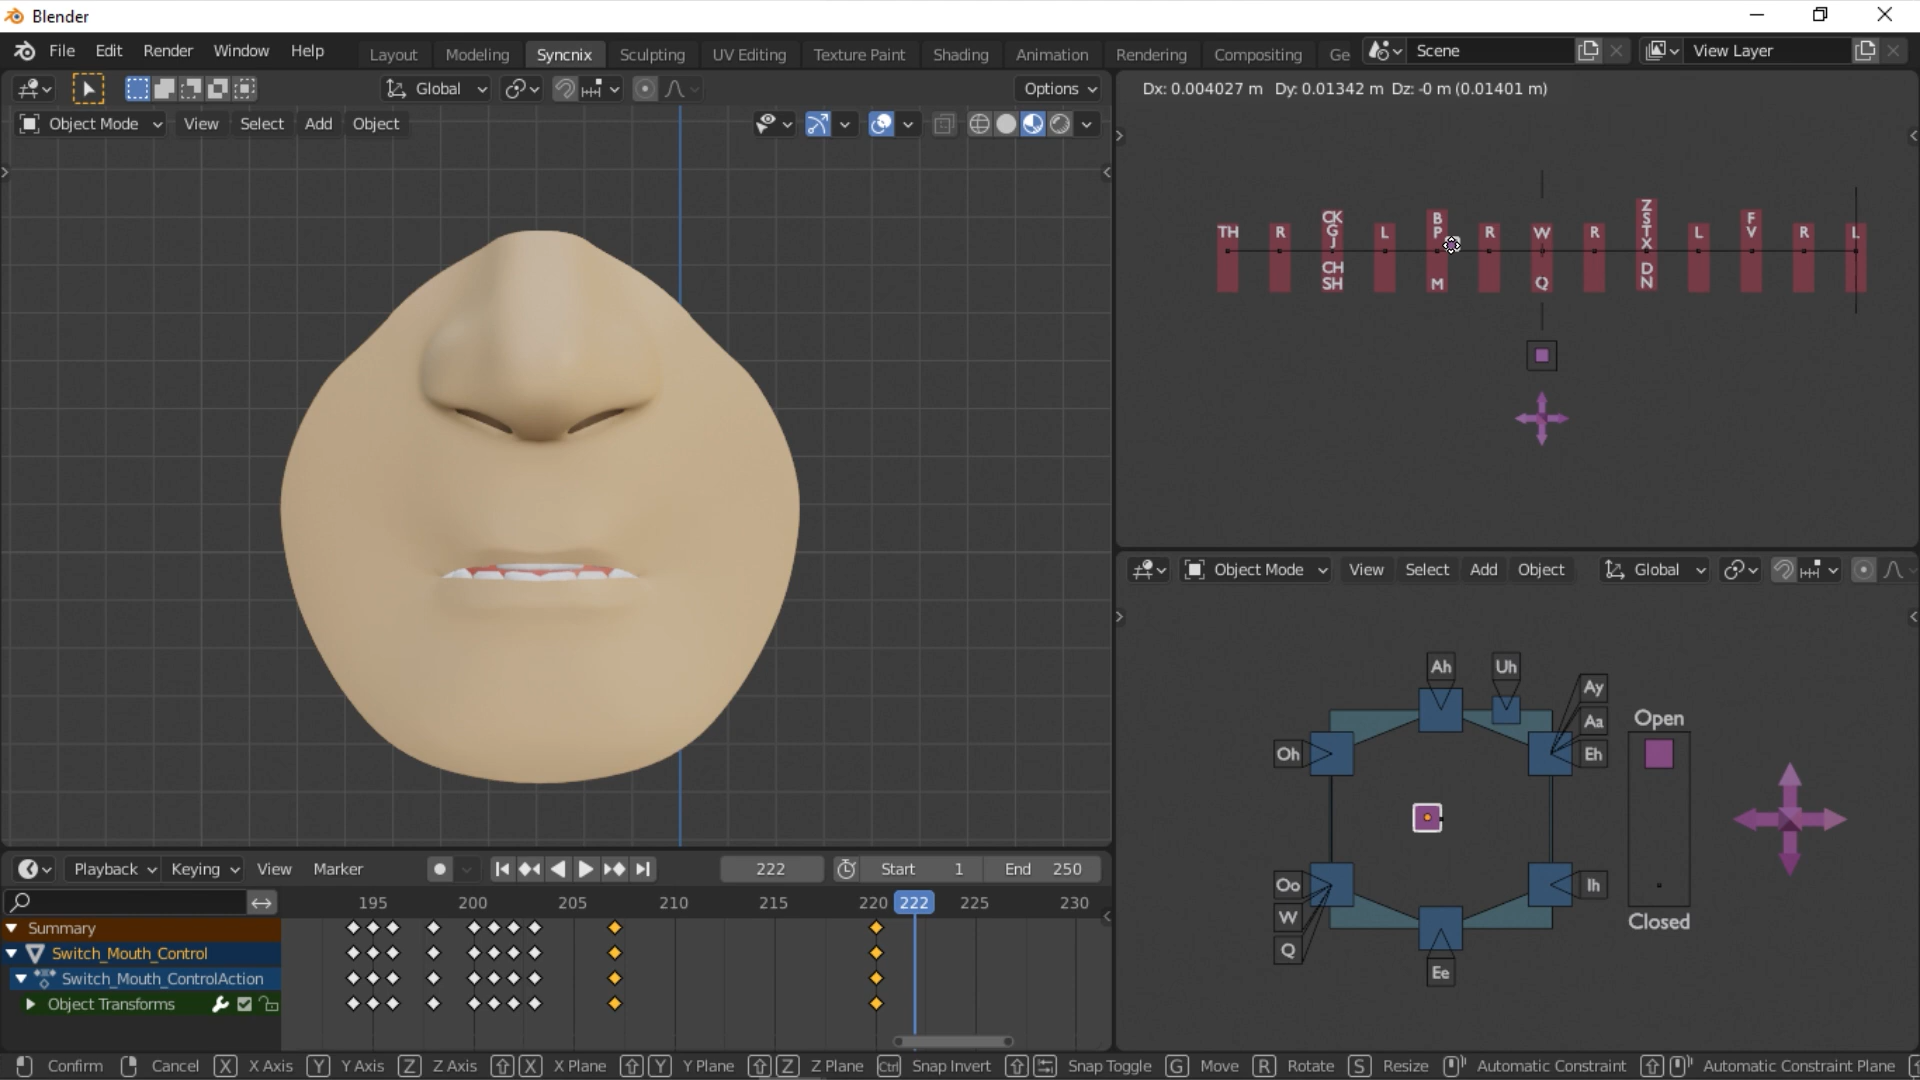 Blender
File Edit Render Window Help Layout Modeling Syncnix Sculpting UV Editing Texture Paint Shading Animation Rendering Compositing Ge Scene View Layer
Global Options
Object Mode View Select Add Object
Dx: 0.004027 m Dy: 0.01342 m Dz: -0 m (0.01401 m)
TH R CK G J CH SH L B P M R W Q R Z S T X D N L F V R L
Object Mode View Select Add Object Global
Ah Uh
Ay
Aa
Oh Eh
Open
Oo Ih
W
Q
Ee
Closed
Playback Keying View Marker 222 Start 1 End 250
195 200 205 210 215 220 222 225 230
Summary
Switch_Mouth_Control
Switch_Mouth_ControlAction
Object Transforms
Confirm Cancel X X Axis Y Y Axis Z Z Axis X X Plane Y Y Plane Z Z Plane Ctrl Snap Invert Snap Toggle G Move R Rotate S Resize Automatic Constraint Automatic Constraint Plane